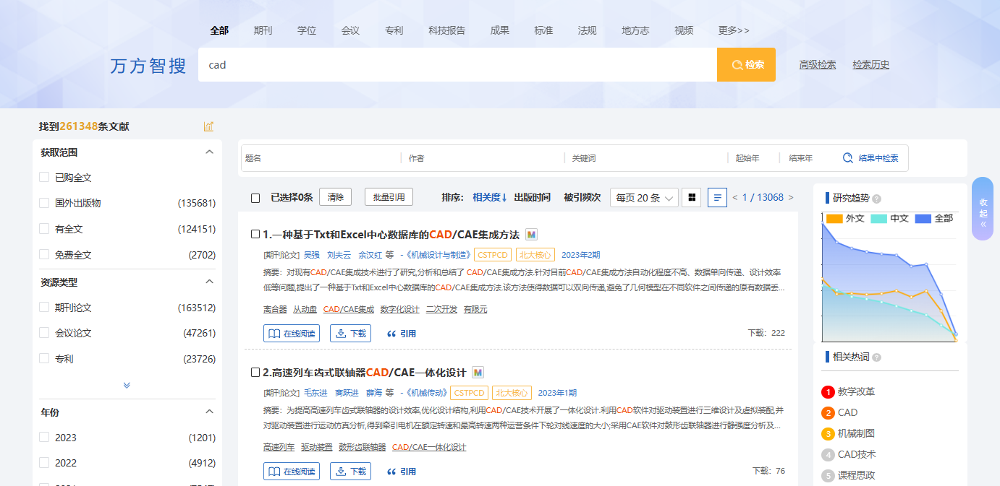 全部 期刊 学位 会议 专利 科技报告 成果 标准 法规 地方志 视频 更多>>
万方智搜 cad 检索 高级检索 检索历史
找到261348条文献
获取范围
已购全文
国外出版物 (135681)
有全文 (124151)
免费全文 (2702)
资源类型
期刊论文 (163512)
会议论文 (47261)
专利 (23726)
年份
2023 (1201)
2022 (4912)
题名 作者 关键词 起始年 结束年 结果中检索
已选择0条 清除 批量引用 排序: 相关度↓ 出版时间 被引频次 每页 20 条 < 1 / 13068 >
1.一种基于Txt和Excel中心数据库的CAD/CAE集成方法 M
[期刊论文] 吴强 刘夫云 余汉红 等 -《机械设计与制造》 CSTPCD 北大核心 2023年2期
摘要：对现有CAD/CAE集成技术进行了研究,分析和总结了 CAD/CAE集成方法.针对目前CAD/CAE集成方法自动化程度不高、数据单向传递、设计效率
低等问题,提出了一种基于Txt和Excel中心数据库的CAD/CAE集成方法.该方法使得数据可以双向传递,避免了几何模型在不同软件之间传递的原有数据丢...
离合器 从动盘 CAD/CAE集成 数字化设计 二次开发 有限元
在线阅读 下载 引用 下载：222
2.高速列车齿式联轴器CAD/CAE一体化设计 M
[期刊论文] 毛东进 商跃进 薛海 等 -《机械传动》 CSTPCD 北大核心 2023年1期
摘要：为提高高速列车齿式联轴器的设计效率,优化设计结构,利用CAD/CAE技术开展了一体化设计.利用CAD软件对驱动装置进行三维设计及虚拟装配,并
对驱动装置进行运动仿真分析,得到牵引电机在额定转速和最高转速两种运营条件下轮对线速度的大小;采用CAE软件对鼓形齿联轴器进行静强度分析及...
高速列车 驱动装置 鼓形齿联轴器 CAD/CAE一体化设计
在线阅读 下载 引用 下载：76
研究趋势 ?
外文 中文 全部
相关热词 ?
1 教学改革
2 CAD
3 机械制图
4 CAD技术
5 课程思政
收起
«